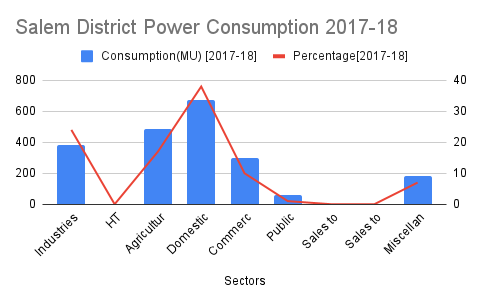 Salem District Power Consumption 2017-18
Consumption(MU) [2017-18] Percentage[2017-18]
800 40
600 30
400 20
200 10
0 0
Industries HT Agricultur Domestic Commerc Public Sales to Sales to Miscellan
Sectors